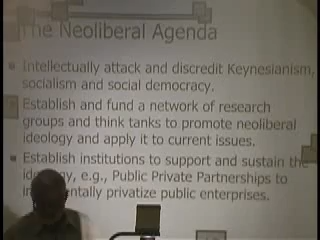 The Neoliberal Agenda
Intellectually attack and discredit Keynesianism,
socialism and social democracy.
Establish and fund a network of research
groups and think tanks to promote neoliberal
ideology and apply it to current issues.
Establish institutions to support and sustain the
e.g., Public Private Partnerships to
privatize public enterprises.